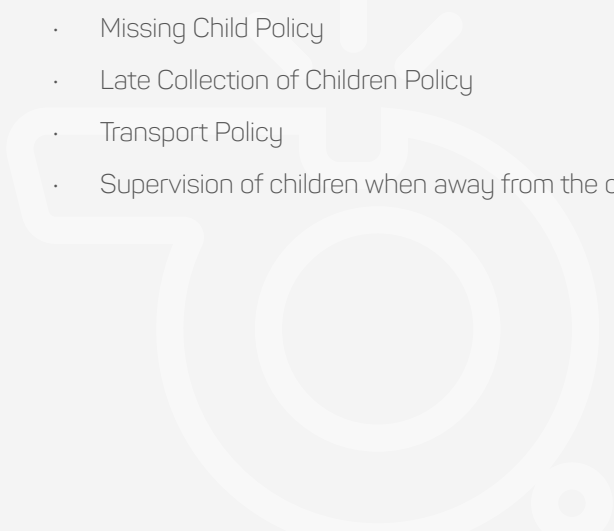 · Missing Child Policy
· Late Collection of Children Policy
· Transport Policy
· Supervision of children when away from the